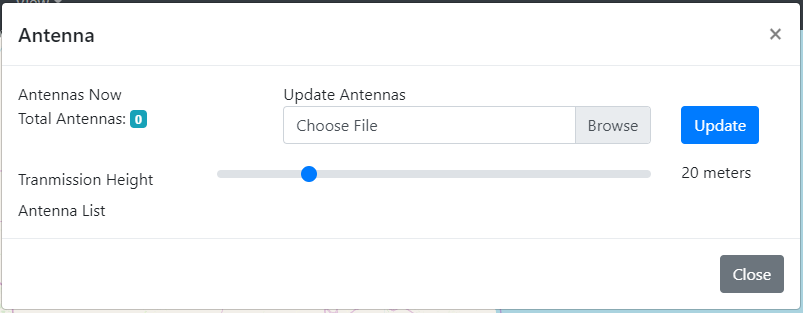 View
Antenna
×
Antennas Now
Total Antennas: 0
Update Antennas
Choose File
Browse
Update
Tranmission Height
20 meters
Antenna List
Close